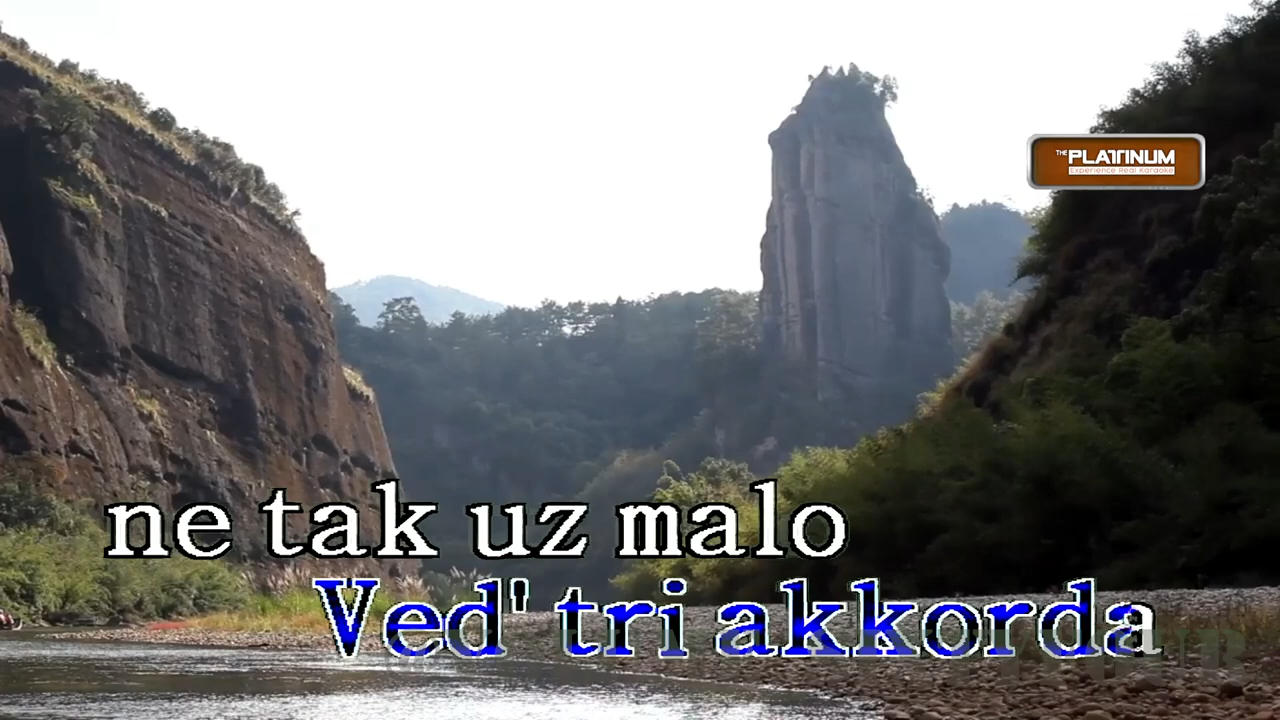 THE PLATINUM
Experience Real Karaoke
ne tak uz malo
Ved' tri akkorda